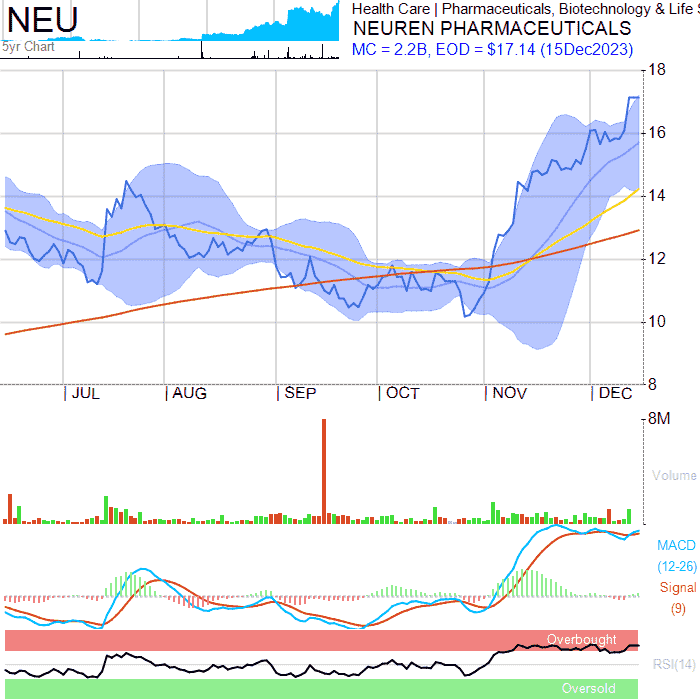 NEU
5yr Chart
Health Care | Pharmaceuticals, Biotechnology & Life S
NEUREN PHARMACEUTICALS
MC = 2.2B, EOD = $17.14 (15Dec2023)
18
16
14
12
10
8
JUL
AUG
SEP
OCT
NOV
DEC
8M
Volume
MACD
(12-26)
Signal
(9)
Overbought
RSI(14)
Oversold